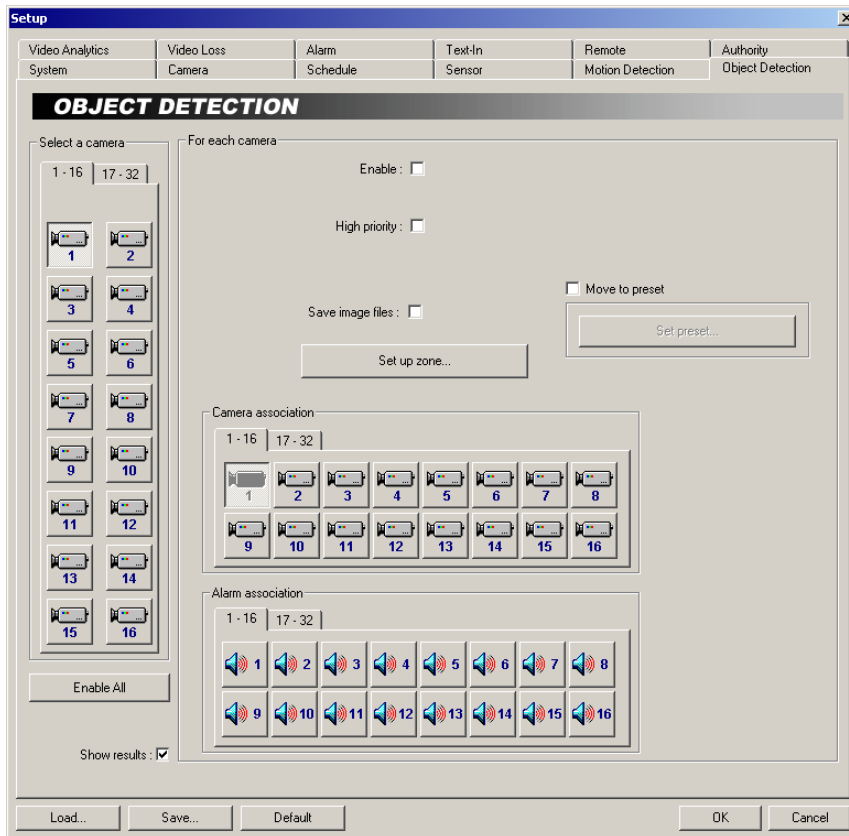 Setup
Video Analytics Video Loss Alarm Text-In Remote Authority
System Camera Schedule Sensor Motion Detection Object Detection
OBJECT DETECTION
Select a camera
1 - 16 17 - 32
1 2
3 4
5 6
7 8
9 10
11 12
13 14
15 16
Enable All
Show results :
For each camera
Enable :
High priority :
Move to preset
Save image files :
Set preset...
Set up zone...
Camera association
1 - 16 17 - 32
1 2 3 4 5 6 7 8
9 10 11 12 13 14 15 16
Alarm association
1 - 16 17 - 32
1 2 3 4 5 6 7 8
9 10 11 12 13 14 15 16
Load... Save... Default OK Cancel